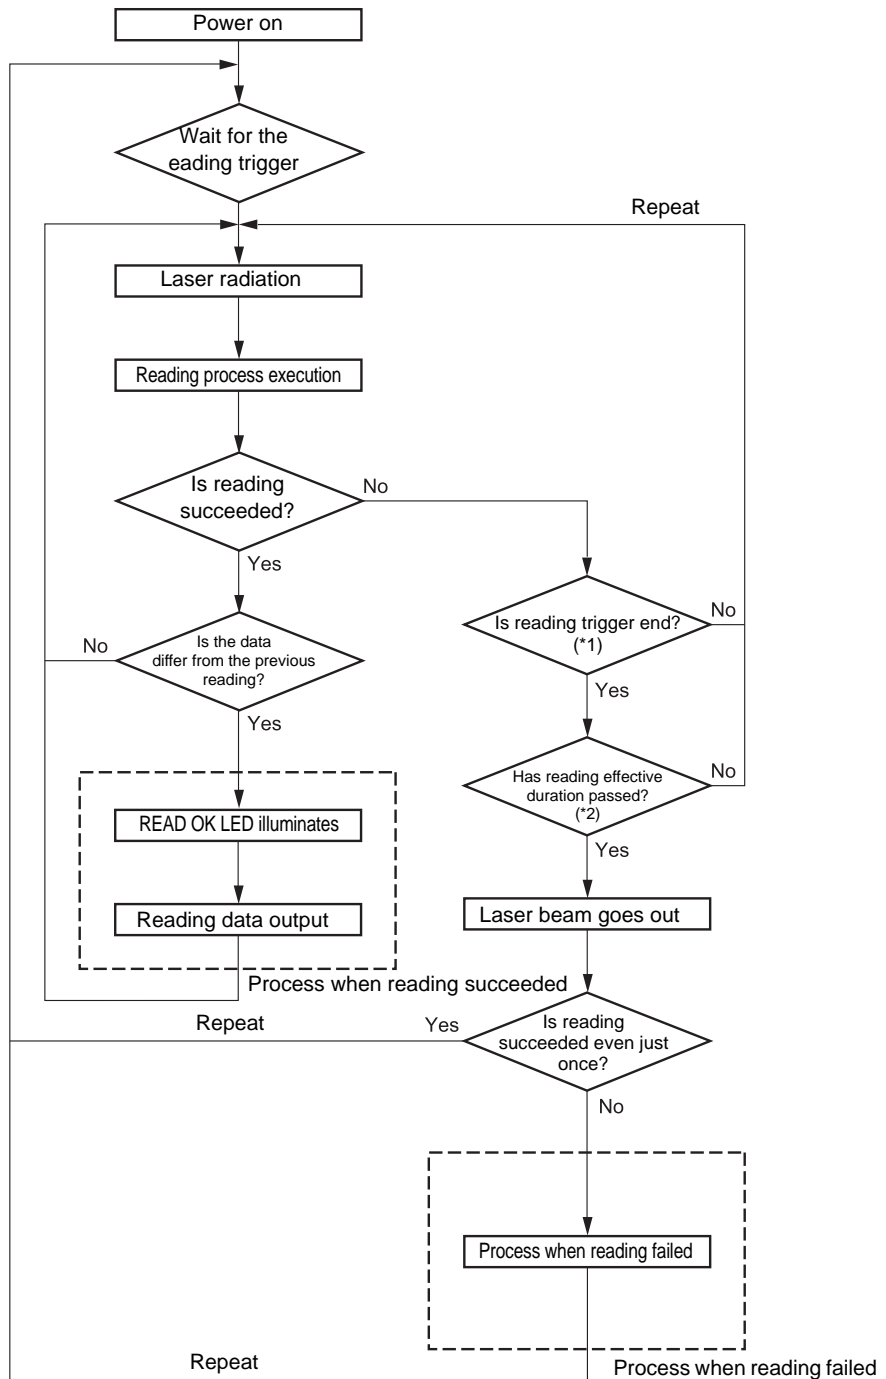 Power on
Wait for the
eading trigger
Repeat
Laser radiation
Reading process execution
Is reading
succeeded?
No
Yes
Is reading trigger end?
(*1)
No
No
Is the data
differ from the previous
reading?
Yes
Yes
Has reading effective
duration passed?
(*2)
No
READ OK LED illuminates
Yes
Reading data output
Laser beam goes out
Process when reading succeeded
Repeat
Yes
Is reading
succeeded even just
once?
No
Process when reading failed
Repeat
Process when reading failed